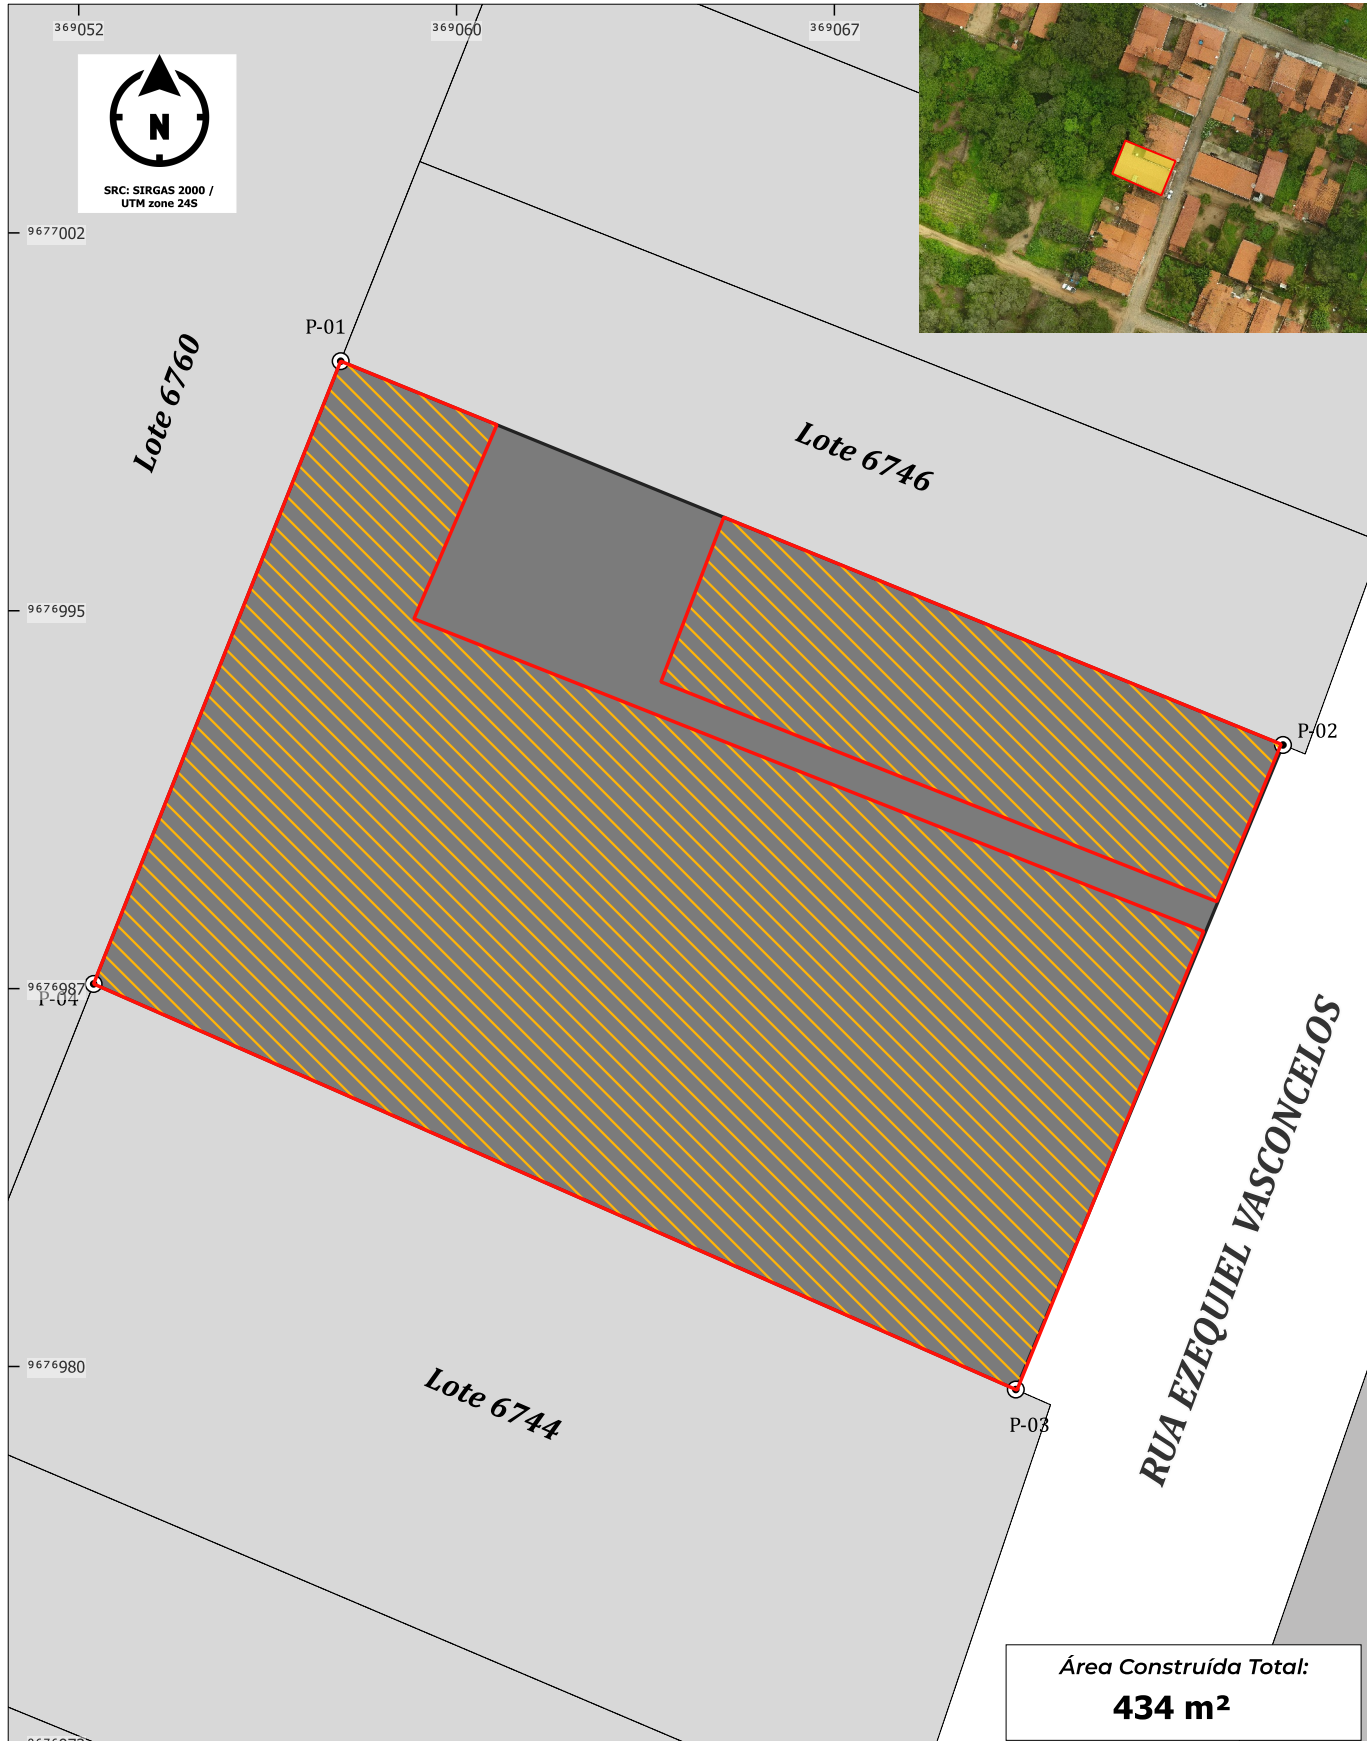 369052
369060
369067
N
SRC: SIRGAS 2000 /
UTM zone 24S
9677002
P-01
Lote 6760
Lote 6746
9676995
P-02
9676987
P-04
RUA EZEQUIEL VASCONCELOS
9676980
Lote 6744
P-03
Área Construída Total:
434 m²